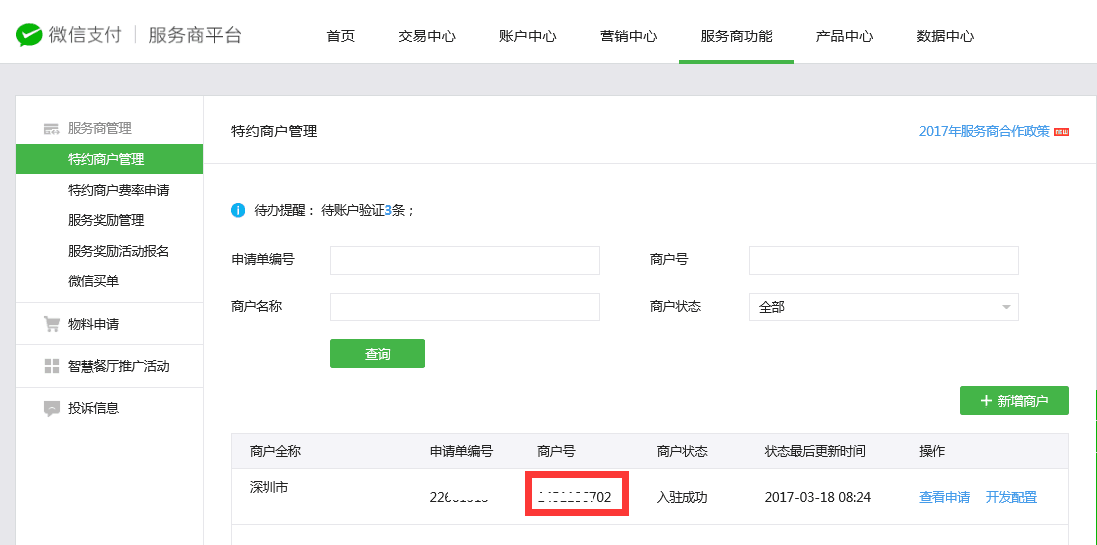 微信支付 | 服务商平台
首页 交易中心 账户中心 营销中心 服务商功能 产品中心 数据中心
服务商管理
特约商户管理
特约商户费率申请
服务奖励管理
服务奖励活动报名
微信买单
物料申请
智慧餐厅推广活动
投诉信息
特约商户管理 2017年服务商合作政策 NEW
待办提醒： 待账户验证3条；
申请单编号 商户号
商户名称 商户状态 全部
查询
+ 新增商户
商户全称 申请单编号 商户号 商户状态 状态最后更新时间 操作
深圳市 入驻成功 2017-03-18 08:24 查看申请 开发配置